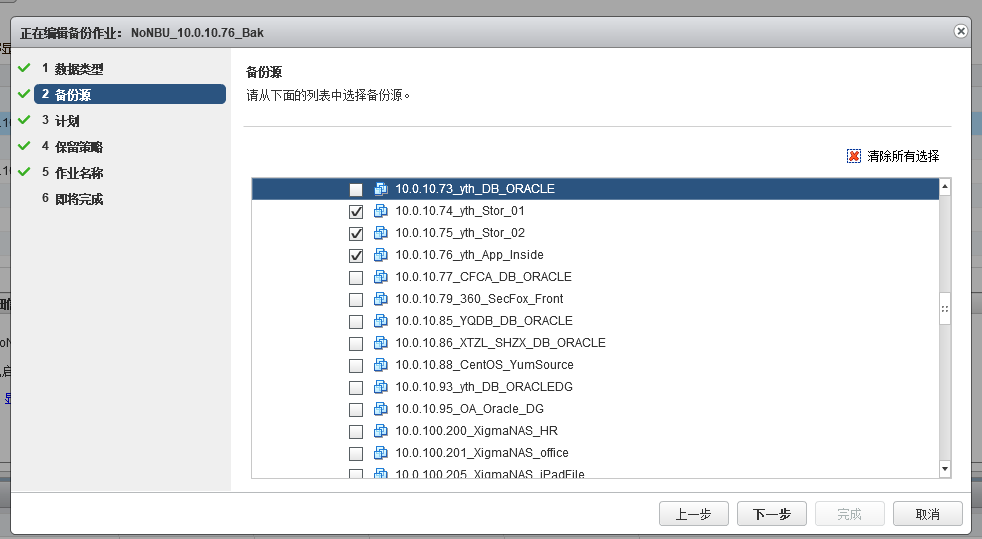 正在编辑备份作业: NoNBU_10.0.10.76_Bak
1 数据类型
2 备份源
3 计划
4 保留策略
5 作业名称
6 即将完成
备份源
请从下面的列表中选择备份源。
清除所有选择
10.0.10.73_yth_DB_ORACLE
10.0.10.74_yth_Stor_01
10.0.10.75_yth_Stor_02
10.0.10.76_yth_App_Inside
10.0.10.77_CFCA_DB_ORACLE
10.0.10.79_360_SecFox_Front
10.0.10.85_YQDB_DB_ORACLE
10.0.10.86_XTZL_SHZX_DB_ORACLE
10.0.10.88_CentOS_YumSource
10.0.10.93_yth_DB_ORACLEDG
10.0.10.95_OA_Oracle_DG
10.0.100.200_XigmaNAS_HR
10.0.100.201_XigmaNAS_office
10.0.100.205_XigmaNAS_iPadFile
上一步 下一步 完成 取消